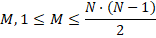 M, 1 ≤ M ≤ N · (N − 1) / 2